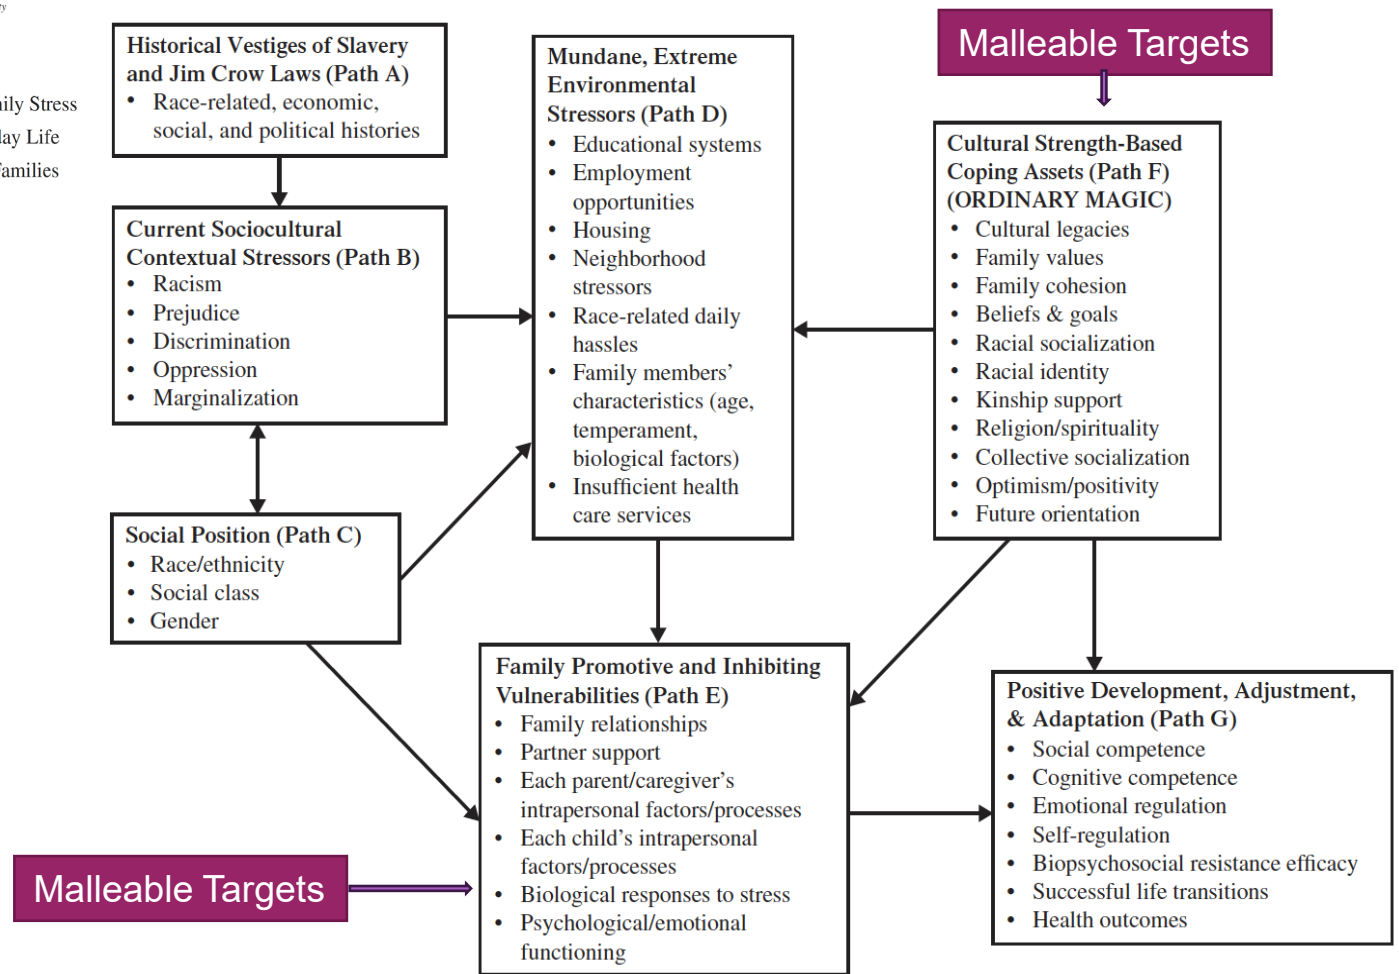 Historical Vestiges of Slavery
and Jim Crow Laws (Path A)
• Race-related, economic,
social, and political histories
ily Stress
lay Life
Families
Current Sociocultural
Contextual Stressors (Path B)
• Racism
• Prejudice
• Discrimination
• Oppression
• Marginalization
Social Position (Path C)
• Race/ethnicity
• Social class
• Gender
Mundane, Extreme
Environmental
Stressors (Path D)
• Educational systems
• Employment
opportunities
• Housing
• Neighborhood
stressors
• Race-related daily
hassles
• Family members’
characteristics (age,
temperament,
biological factors)
• Insufficient health
care services
Malleable Targets
Cultural Strength-Based
Coping Assets (Path F)
(ORDINARY MAGIC)
• Cultural legacies
• Family values
• Family cohesion
• Beliefs & goals
• Racial socialization
• Racial identity
• Kinship support
• Religion/spirituality
• Collective socialization
• Optimism/positivity
• Future orientation
Malleable Targets
Family Promotive and Inhibiting
Vulnerabilities (Path E)
• Family relationships
• Partner support
• Each parent/caregiver’s
intrapersonal factors/processes
• Each child’s intrapersonal
factors/processes
• Biological responses to stress
• Psychological/emotional
functioning
Positive Development, Adjustment,
& Adaptation (Path G)
• Social competence
• Cognitive competence
• Emotional regulation
• Self-regulation
• Biopsychosocial resistance efficacy
• Successful life transitions
• Health outcomes